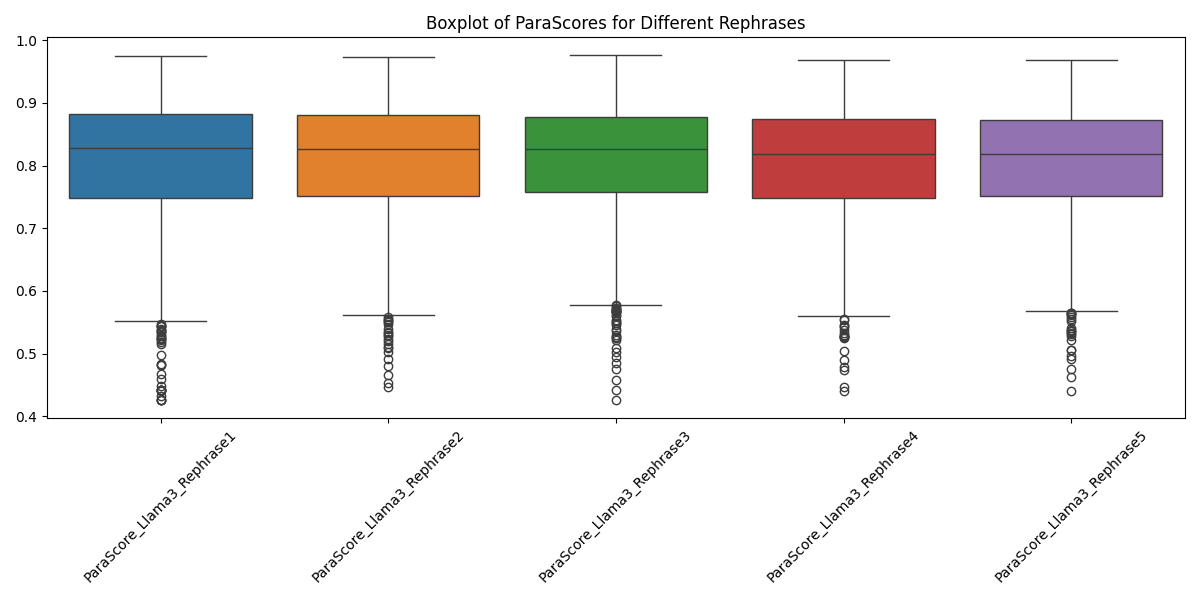 Boxplot of ParaScores for Different Rephrases
1.0
0.9
0.8
0.7
0.6
0.5
0.4
ParaScore_Llama3_Rephrase1
ParaScore_Llama3_Rephrase2
ParaScore_Llama3_Rephrase3
ParaScore_Llama3_Rephrase4
ParaScore_Llama3_Rephrase5